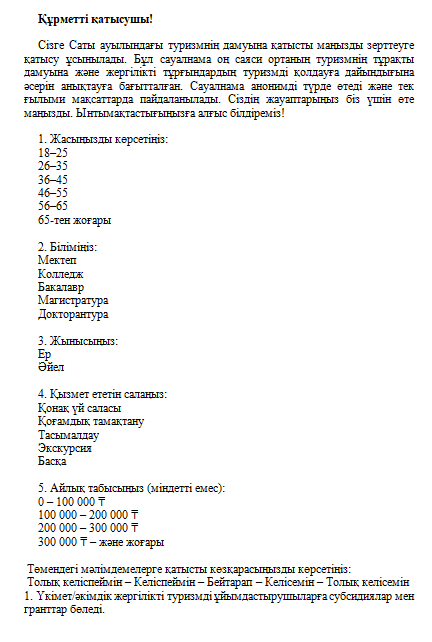 Құрметті қатысушы!
Сізге Саты ауылындағы туризмнің дамуына қатысты маңызды зерттеуге
қатысу ұсынылады. Бұл сауалнама оң саяси ортаның туризмнің тұрақты
дамуына және жергілікті тұрғындардың туризмді қолдауға дайындығына
әсерін анықтауға бағытталған. Сауалнама анонимді түрде өтеді және тек
ғылыми мақсаттарда пайдаланылады. Сіздің жауаптарыңыз біз үшін өте
маңызды. Ынтымақтастығыңызға алғыс білдіреміз!
1. Жасыңызды көрсетіңіз:
18–25
26–35
36–45
46–55
56–65
65-тен жоғары
2. Біліміңіз:
Мектеп
Колледж
Бакалавр
Магистратура
Докторантура
3. Жынысыңыз:
Ер
Әйел
4. Қызмет ететін салаңыз:
Қонақ үй саласы
Қоғамдық тамақтану
Тасымалдау
Экскурсия
Басқа
5. Айлық табысыңыз (міндетті емес):
0 – 100 000 ₸
100 000 – 200 000 ₸
200 000 – 300 000 ₸
300 000 ₸ – және жоғары
Төмендегі мәлімдемелерге қатысты көзқарасыңызды көрсетіңіз:
Толық келіспеймін – Келіспеймін – Бейтарап – Келісемін – Толық келісемін
1. Үкімет/әкімдік жергілікті туризмді ұйымдастырушыларға субсидиялар мен
гранттар бөледі.